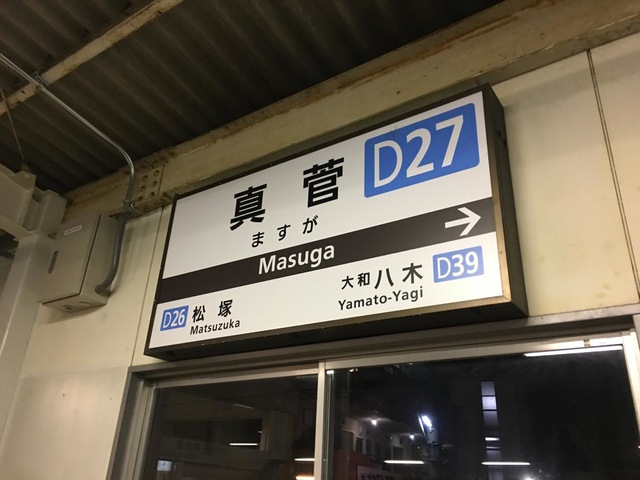 真菅 D27
ますが
Masuga →
D26 松塚
Matsuzuka
大和八木 D39
Yamato-Yagi